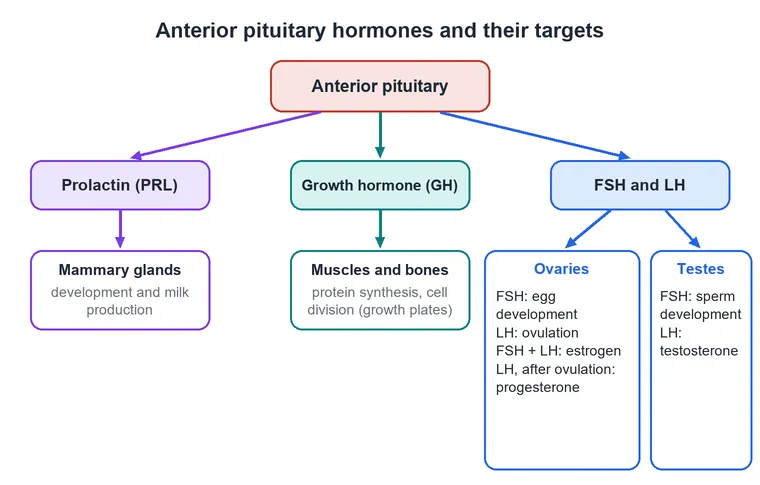 Anterior pituitary hormones and their targets
Anterior pituitary
Prolactin (PRL)
Growth hormone (GH)
FSH and LH
Mammary glands
development and milk
production
Muscles and bones
protein synthesis, cell
division (growth plates)
Ovaries
FSH: egg
development
LH: ovulation
FSH + LH: estrogen
LH, after ovulation:
progesterone
Testes
FSH: sperm
development
LH:
testosterone